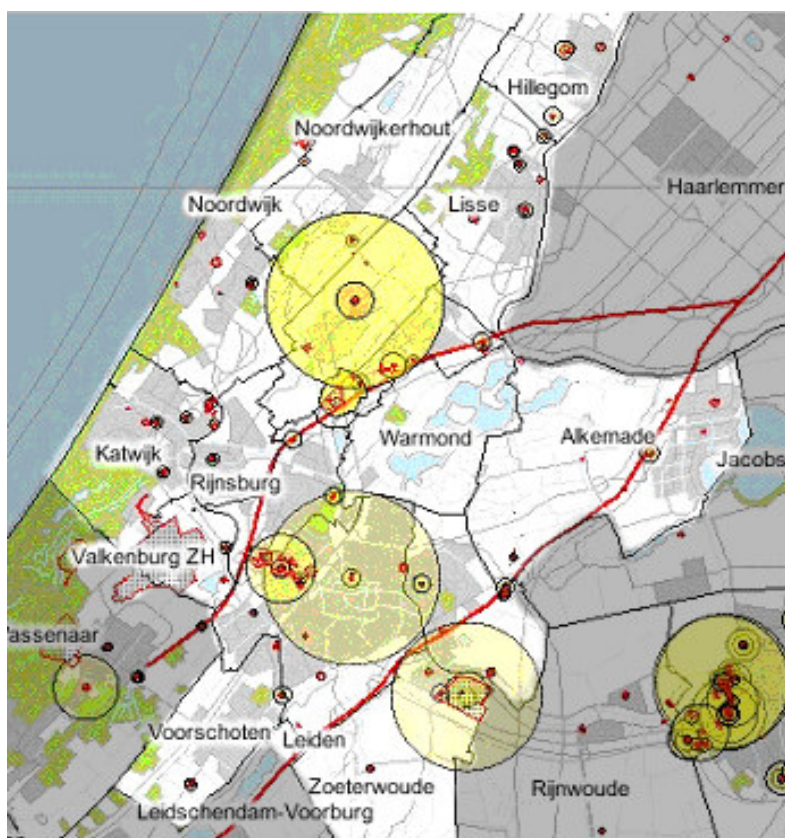 Hillegom
Noordwijkerhout
Haarlemmer
Noordwijk
Lisse
Warmond
Alkemade
Katwijk
Jacobs
Rijnsburg
Valkenburg ZH
assenaar
Voorschoten
Leiden
Zoeterwoude
Rijnwoude
Leidschendam-Voorburg